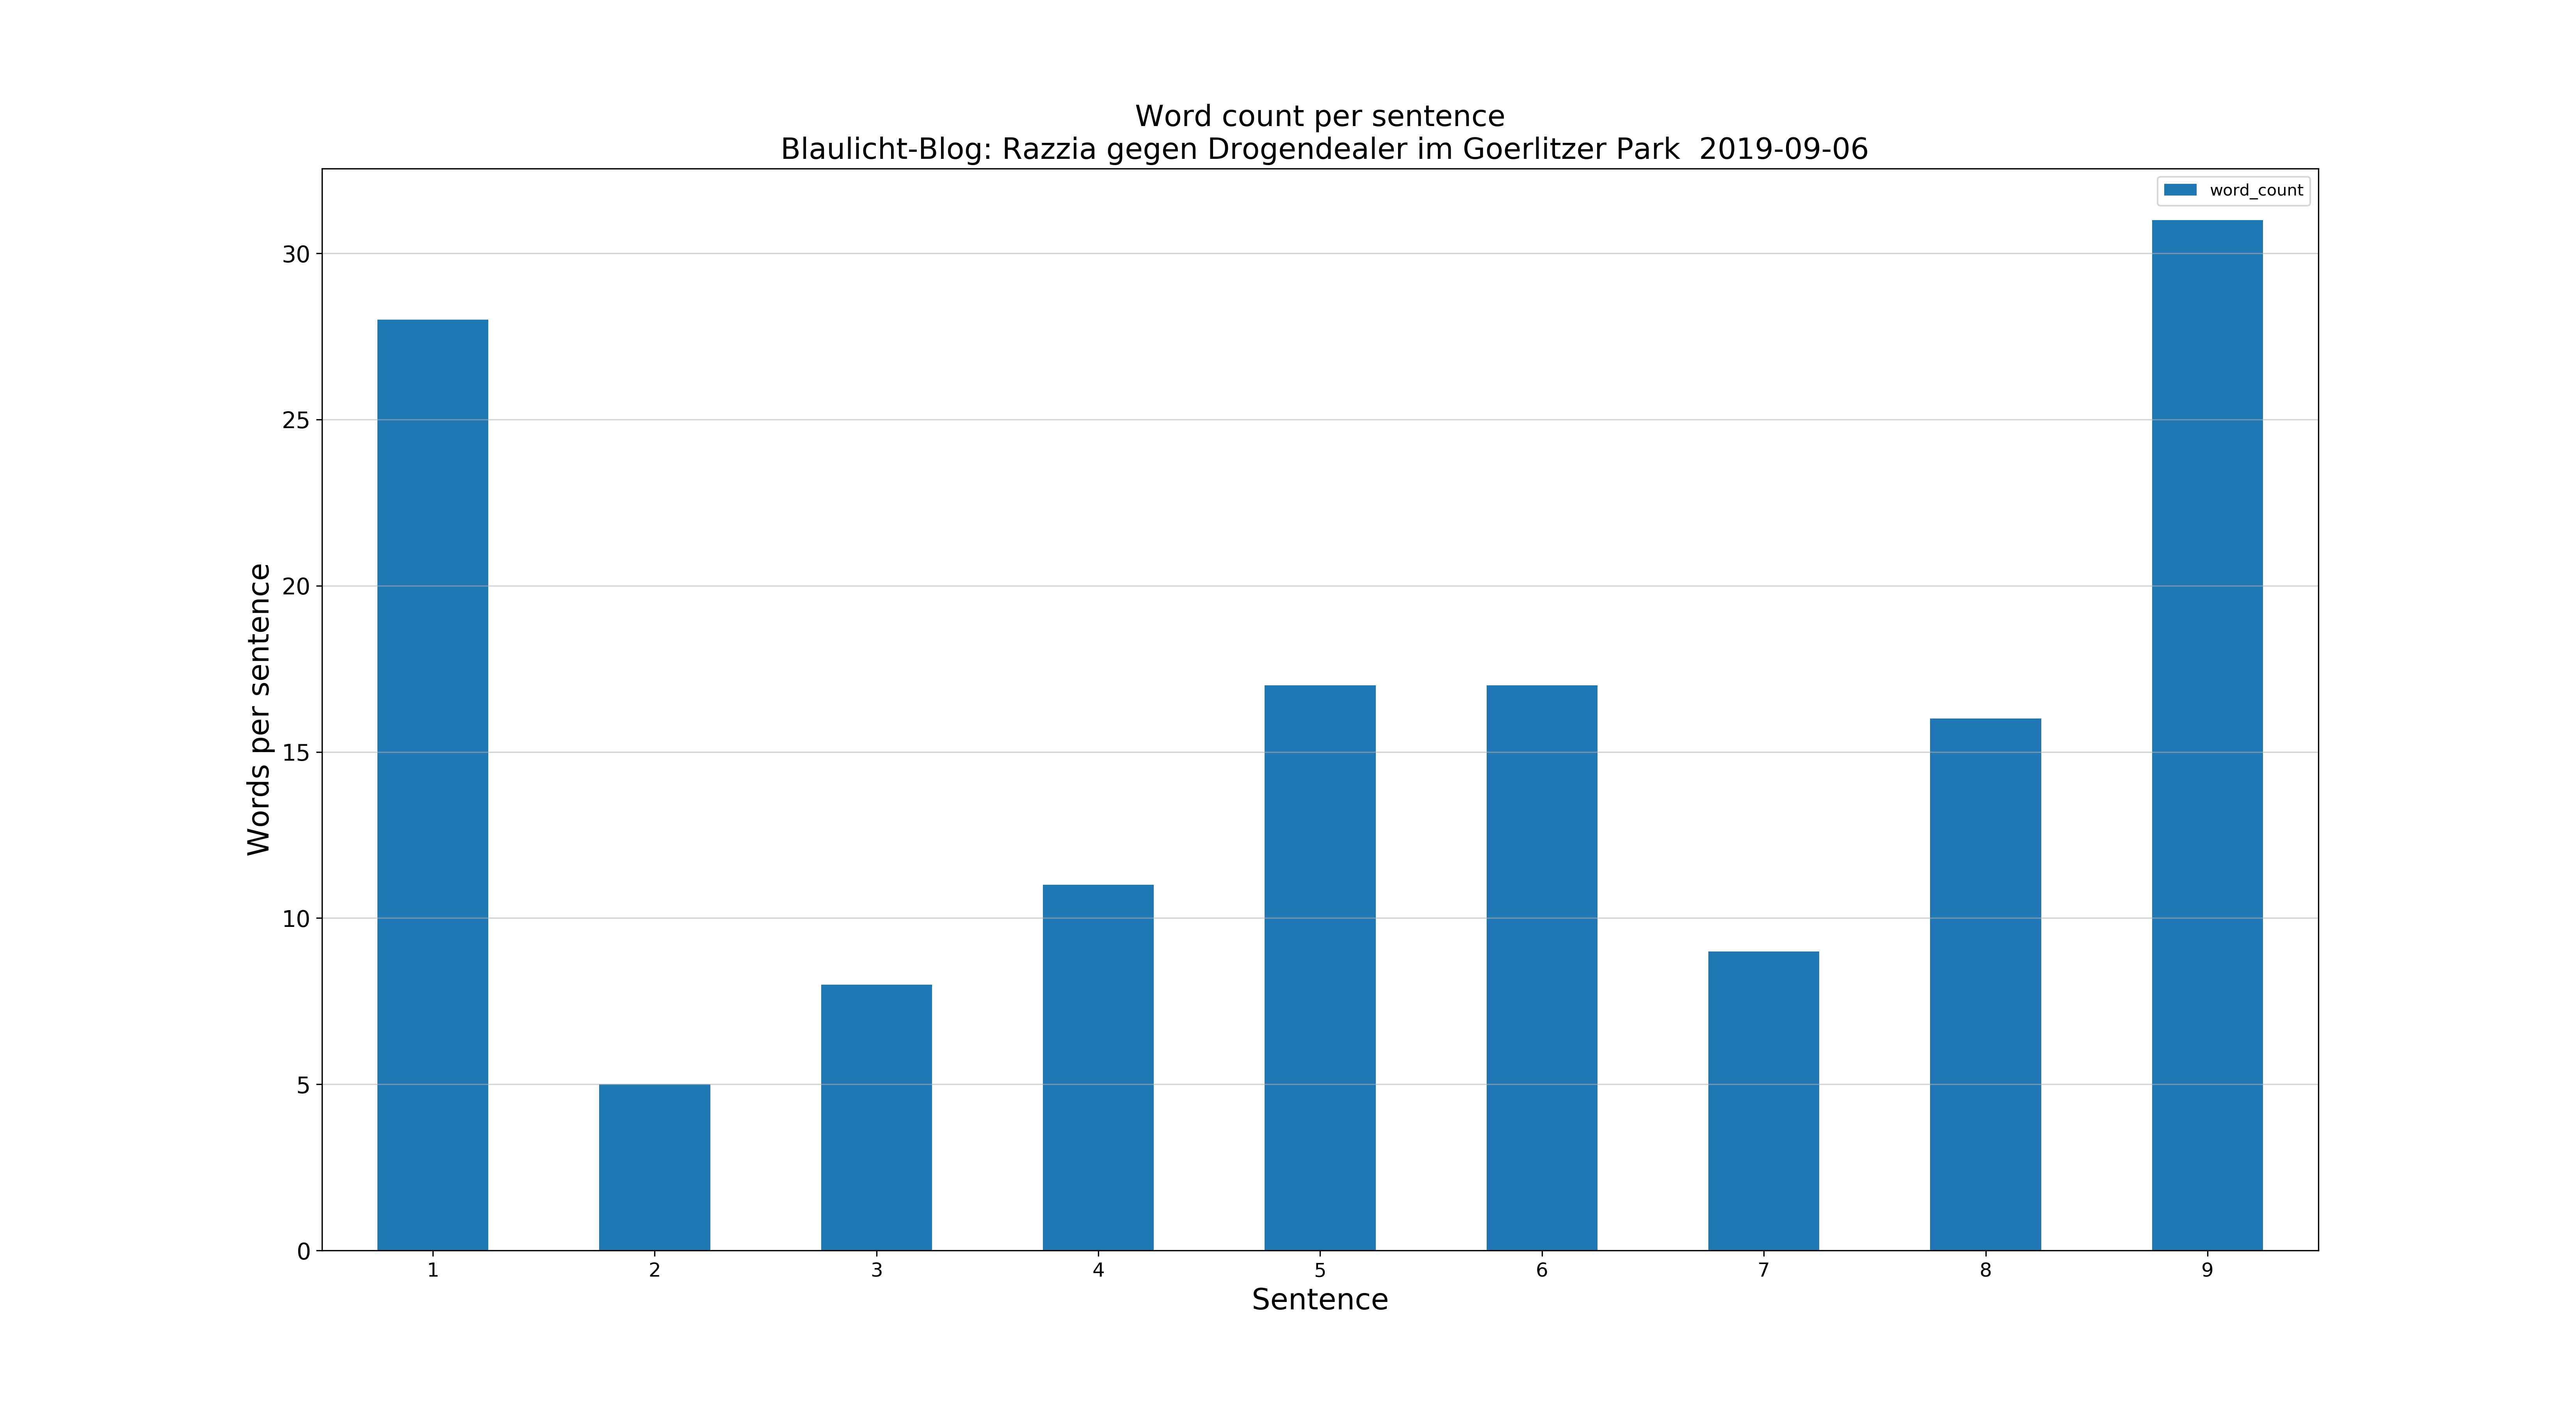 Word count per sentence
Blaulicht-Blog: Razzia gegen Drogendealer im Goerlitzer Park  2019-09-06
word_count
Words per sentence
30
25
20
15
10
5
0
1 2 3 4 5 6 7 8 9
Sentence